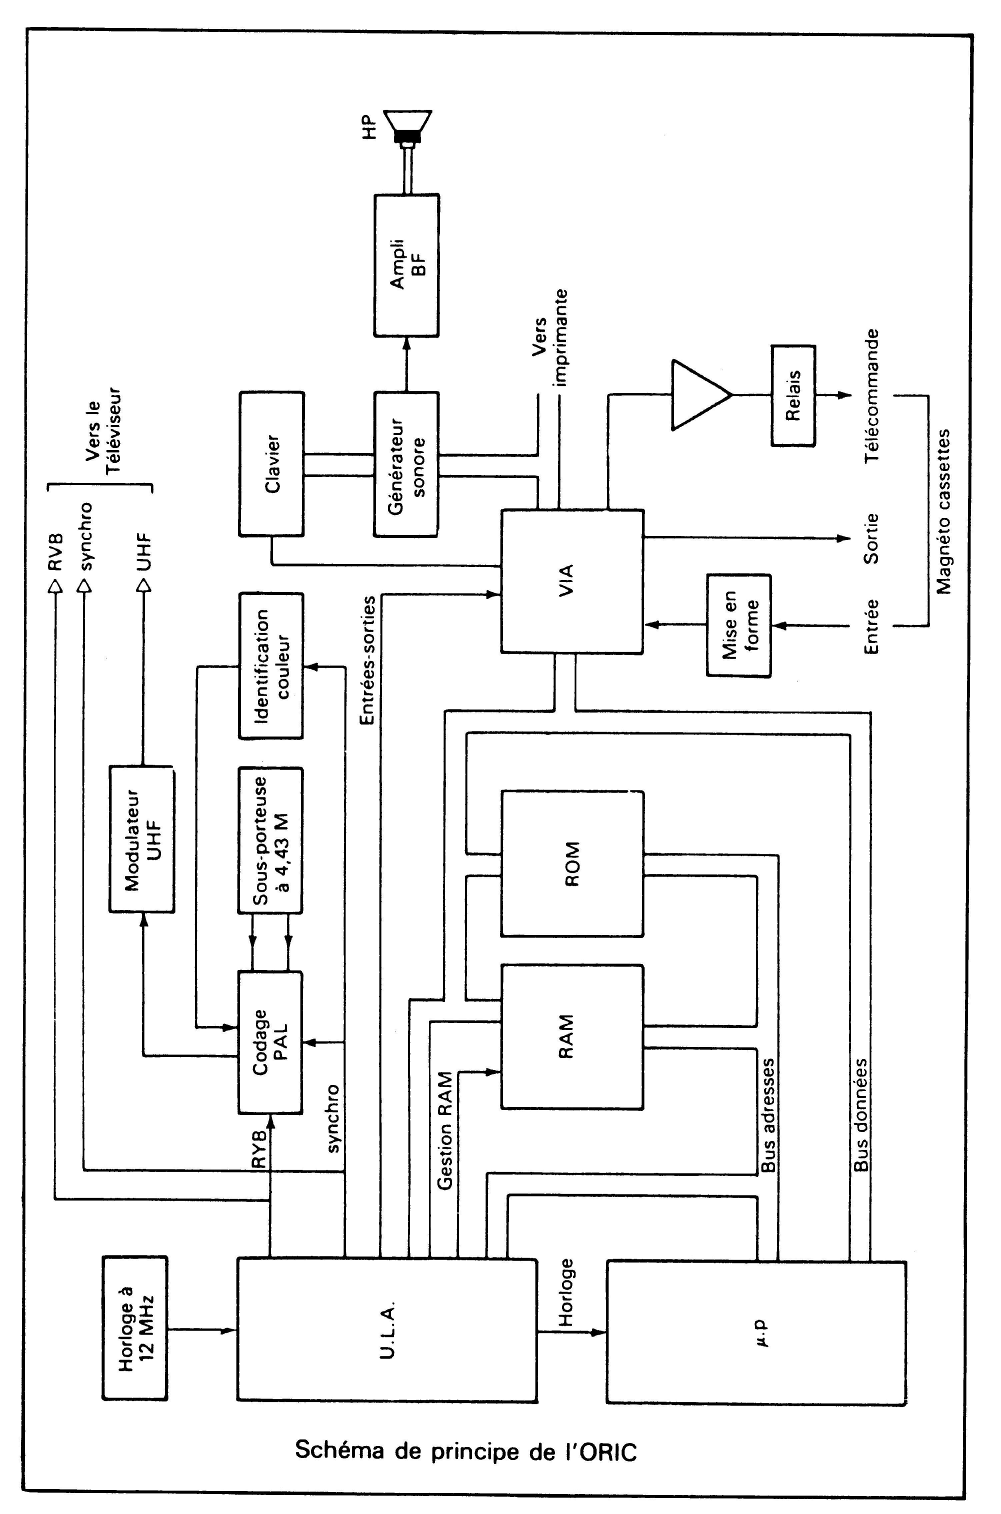 HP
Ampli
BF
Vers le
Téléviseur
RVB
synchro
UHF
Clavier
Générateur
sonore
Vers
imprimante
Relais
Télécommande
Sortie
Entrée
Magnéto cassettes
VIA
Mise en
forme
Entrées-sorties
Identification
couleur
Sous-porteuse
à 4,43 M
Modulateur
UHF
Codage
PAL
ROM
RAM
Gestion RAM
Bus adresses
Bus données
RYB
synchro
Horloge à
12 MHz
U.L.A.
Horloge
µ.p
Schéma de principe de l'ORIC